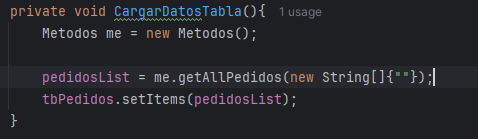 private void CargarDatosTabla(){ 1 usage
Metodos me = new Metodos();
pedidosList = me.getAllPedidos(new String[]{""});
tbPedidos.setItems(pedidosList);
}